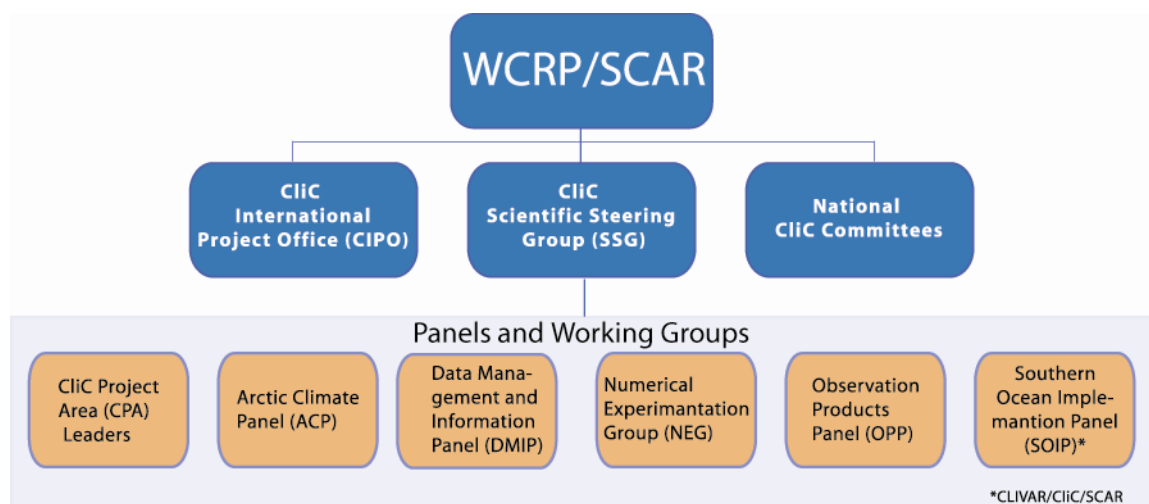 WCRP/SCAR
CliC
International
Project Office (CIPO)
CliC
Scientific Steering
Group (SSG)
National
CliC Committees
Panels and Working Groups
CliC Project
Area (CPA)
Leaders
Arctic Climate
Panel (ACP)
Data Mana-
gement and
Information
Panel (DMIP)
Numerical
Experimantation
Group (NEG)
Observation
Products
Panel (OPP)
Southern
Ocean Imple-
mantion Panel
(SOIP)*
*CLIVAR/CliC/SCAR